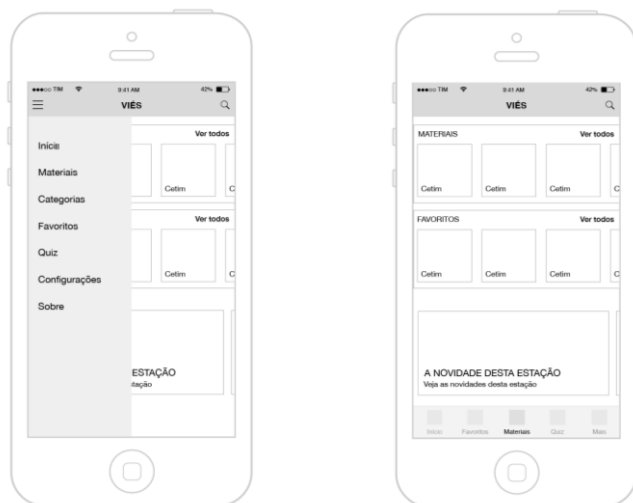 ●●●○○ TIM 9:41 AM 42%
VIÉS
Início
Materiais
Categorias
Favoritos
Quiz
Configurações
Sobre
Ver todos
Cetim
C
Ver todos
Cetim
C
ESTAÇÃO
stação
●●●●○○ TIM 9:41 AM 42%
VIÉS
MATERIAIS Ver todos
Cetim Cetim Cetim C
FAVORITOS Ver todos
Cetim Cetim Cetim C
A NOVIDADE DESTA ESTAÇÃO
Veja as novidades desta estação
Início Favoritos Materiais Quiz Mais